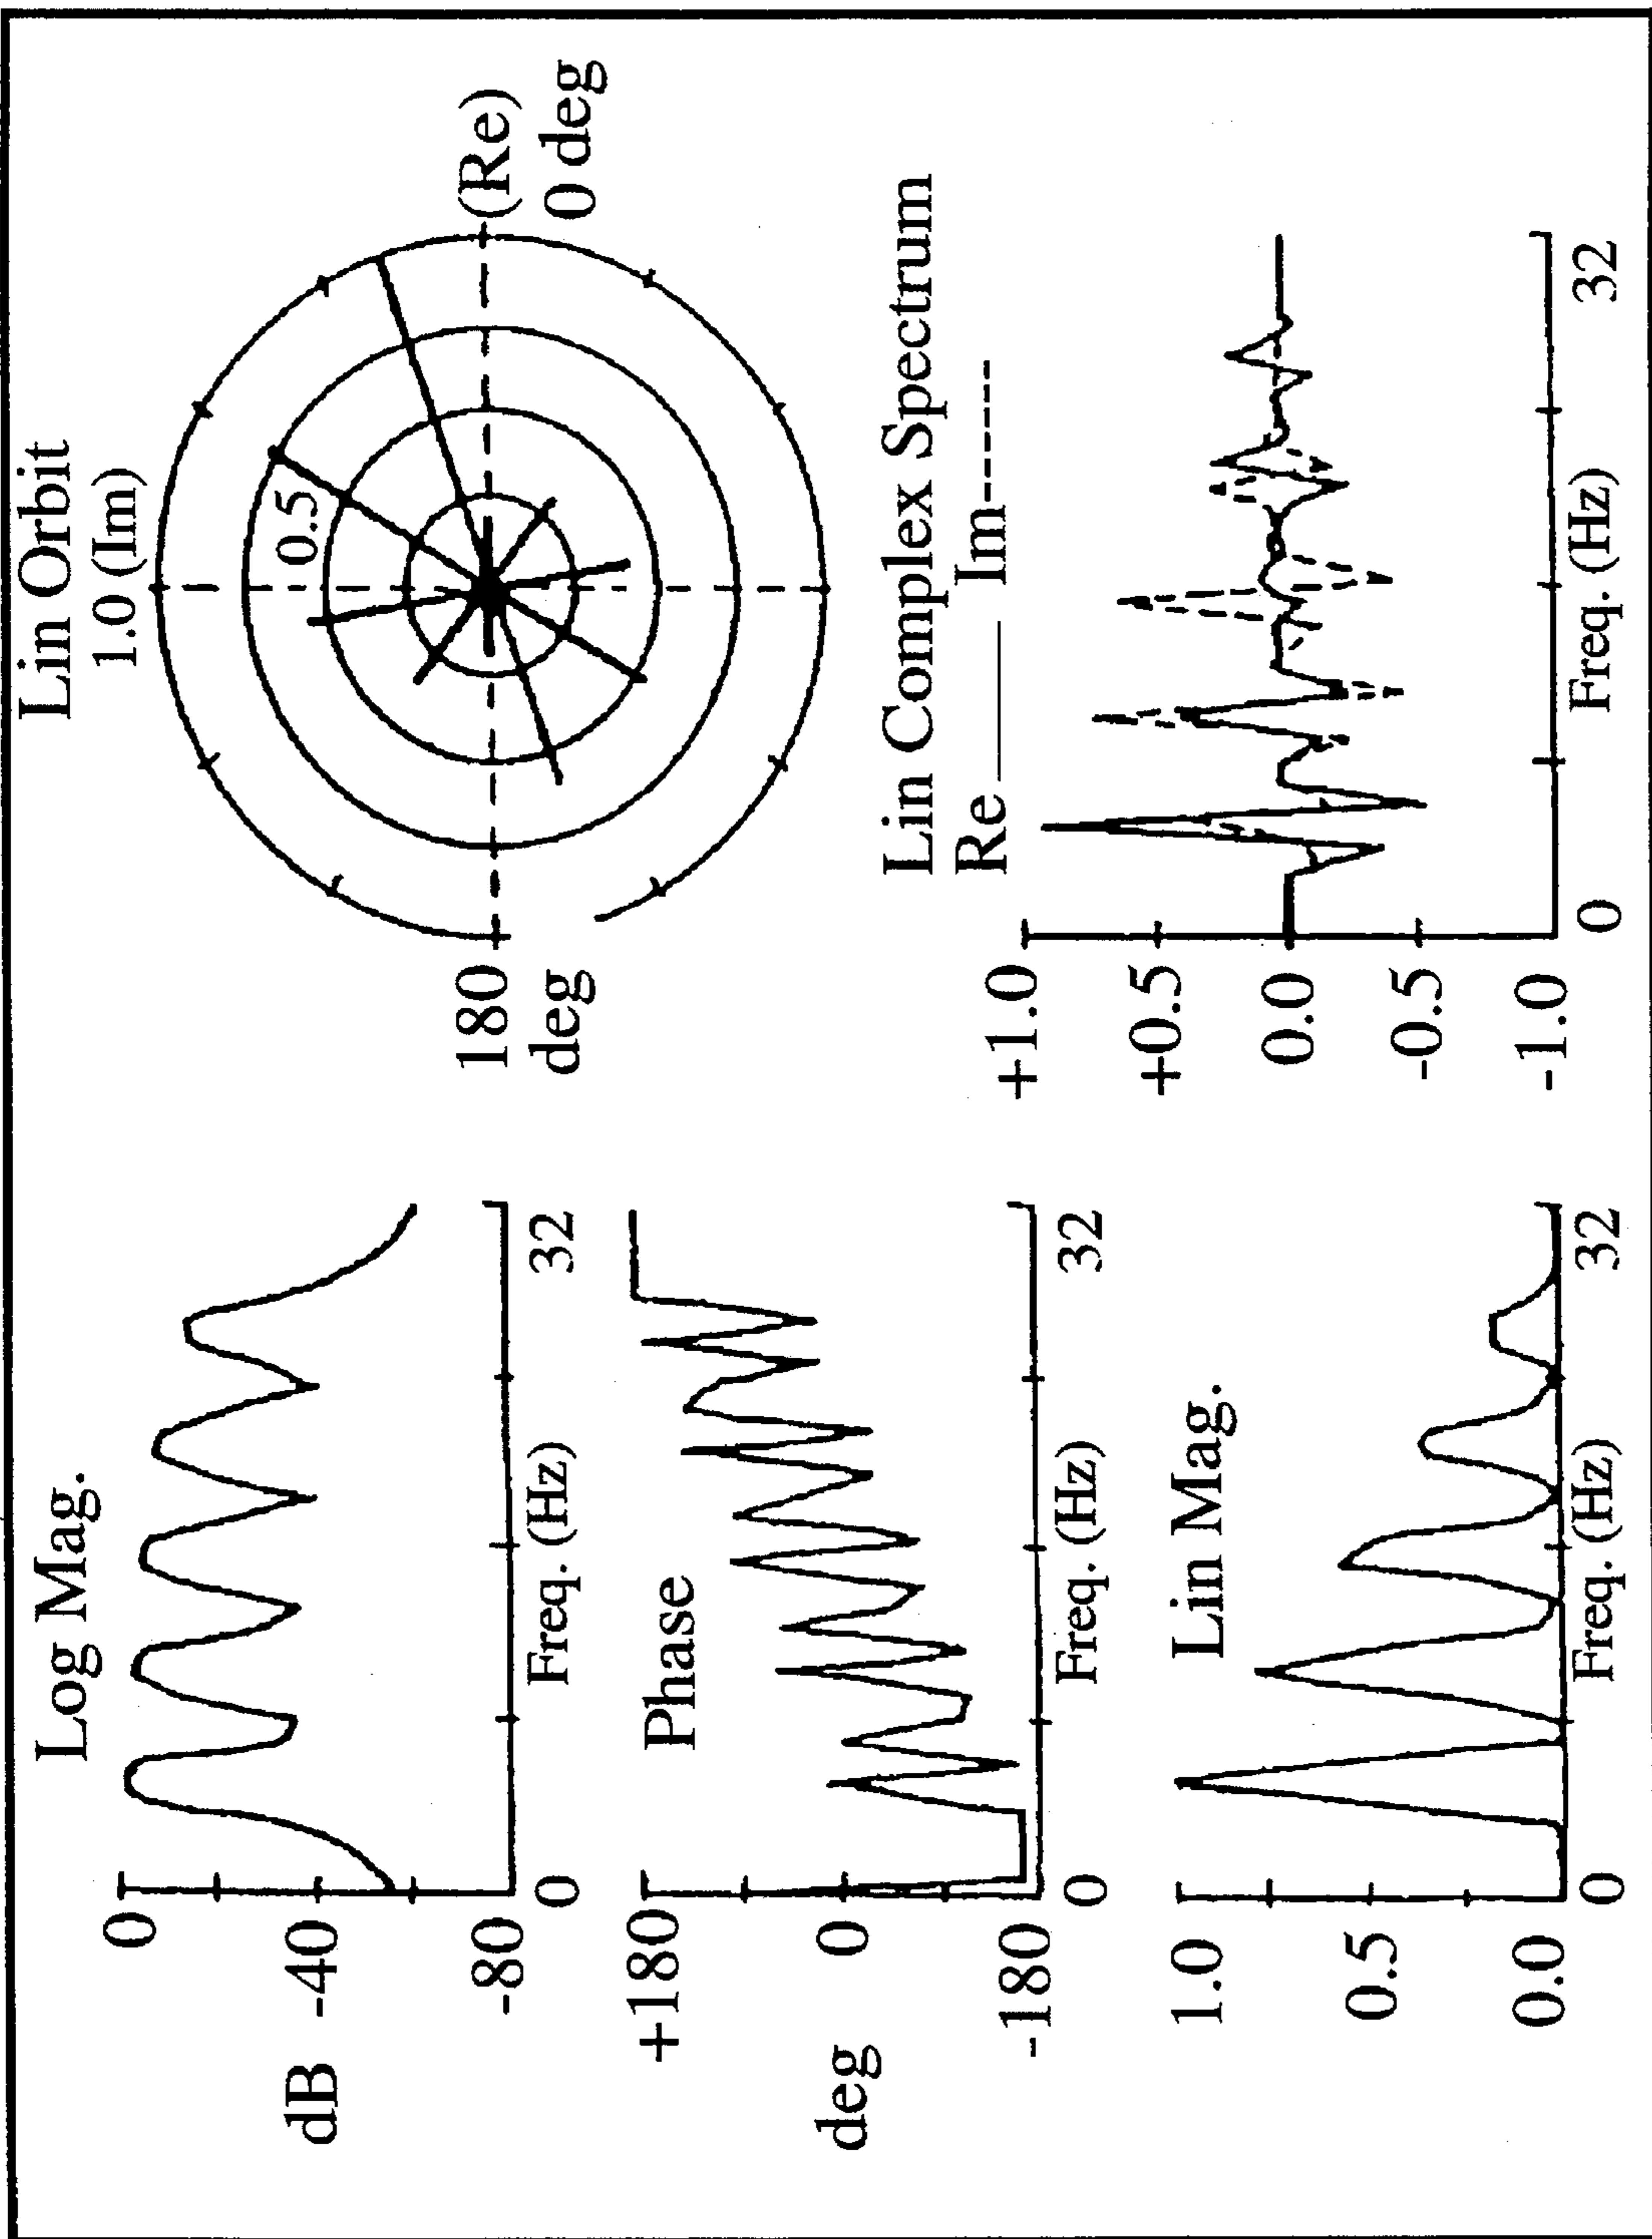 Log Mag.
0
dB -40
-80
0
Freq. (Hz)
32
Phase
+180
deg
0
-180
0
Freq. (Hz)
32
Lin Mag.
1.0
0.5
0.0
0
Freq. (Hz)
32
Lin Orbit
1.0 (Im)
0.5
180
deg
(Re)
0 deg
Lin Complex Spectrum
Re —— Im------
+1.0
+0.5
0.0
-0.5
-1.0
0
Freq. (Hz)
32